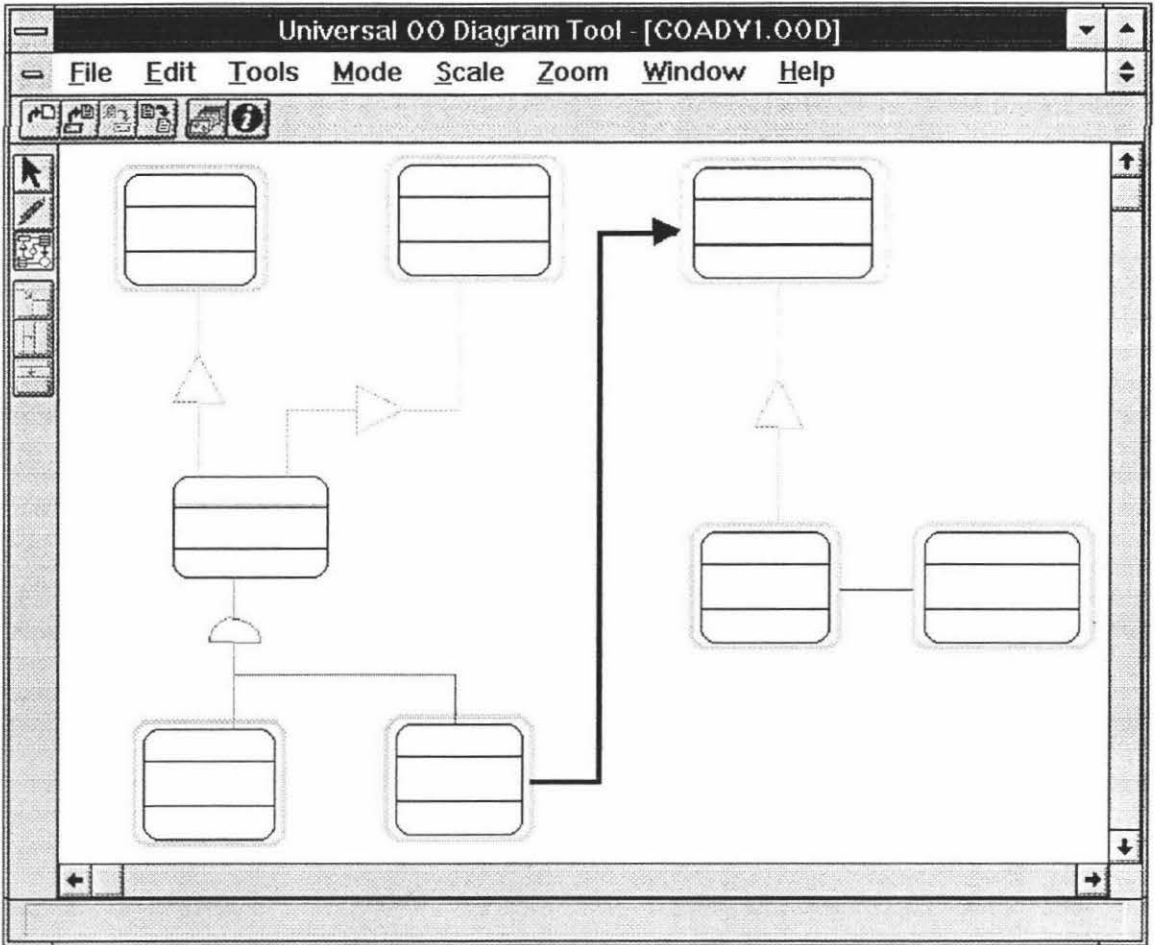 Universal OO Diagram Tool - [COADY1.OOD]
File Edit Tools Mode Scale Zoom Window Help